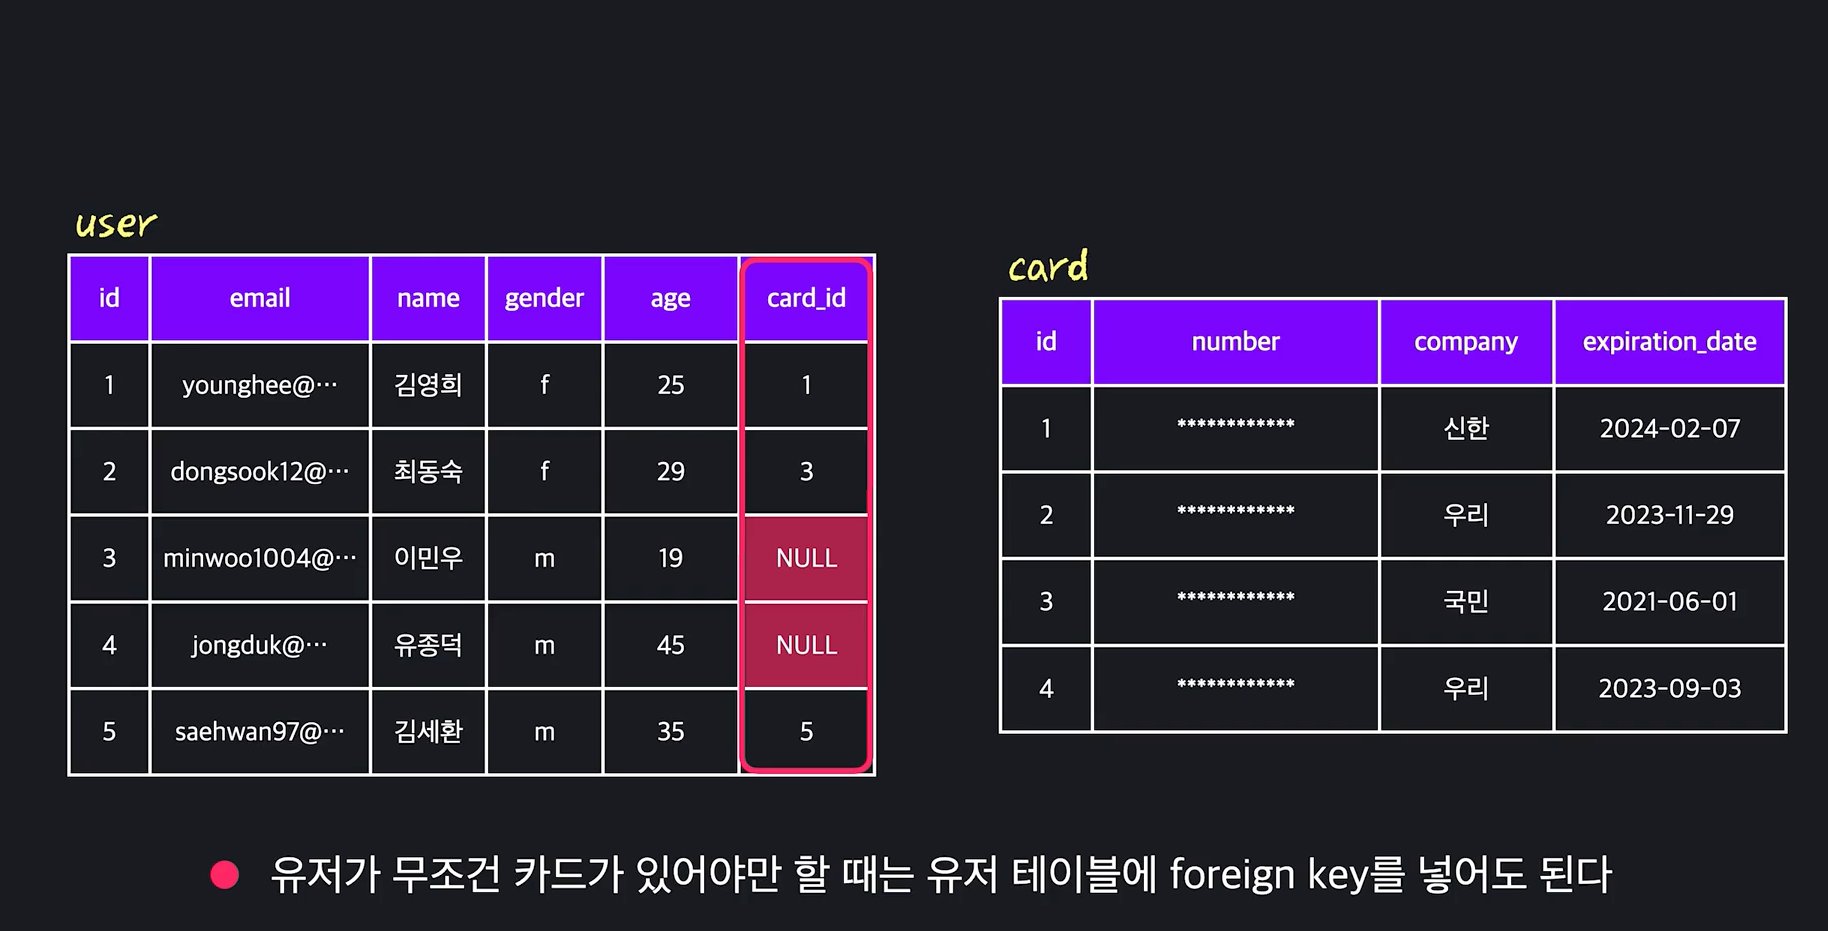 user
id email name gender age card_id
1 younghee@··· 김영희 f 25 1
2 dongsook12@··· 최동숙 f 29 3
3 minwoo1004@··· 이민우 m 19 NULL
4 jongduk@··· 유종덕 m 45 NULL
5 saehwan97@··· 김세환 m 35 5
card
id number company expiration_date
1 ************ 신한 2024-02-07
2 ************ 우리 2023-11-29
3 ************ 국민 2021-06-01
4 ************ 우리 2023-09-03
유저가 무조건 카드가 있어야만 할 때는 유저 테이블에 foreign key를 넣어도 된다